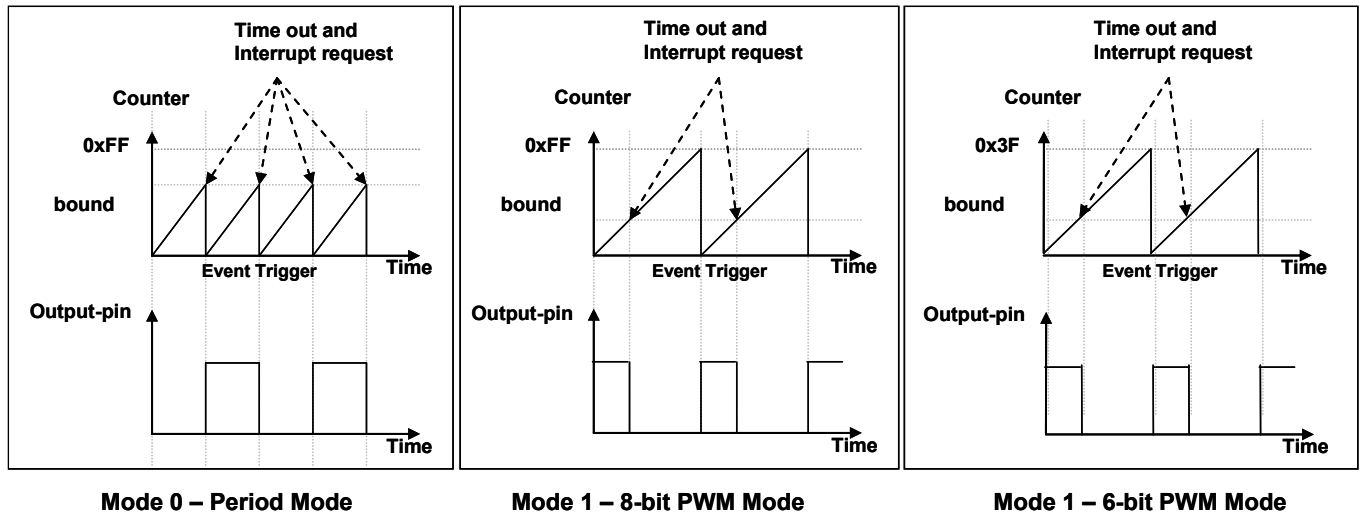 Time out and
Interrupt request
Counter
0xFF
bound
Event Trigger
Time
Output-pin
Time
Mode 0 – Period Mode
Time out and
Interrupt request
Counter
0xFF
bound
Event Trigger
Time
Output-pin
Time
Mode 1 – 8-bit PWM Mode
Time out and
Interrupt request
Counter
0x3F
bound
Event Trigger
Time
Output-pin
Time
Mode 1 – 6-bit PWM Mode